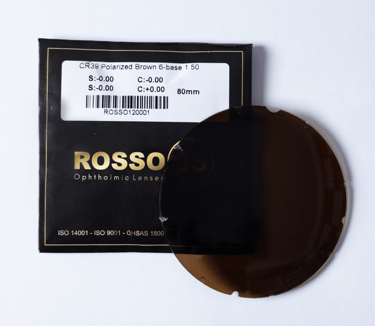 CR39 Polarized Brown 6-base 1.50
S:-0.00 C:-0.00
S:-0.00 C:+0.00 80mm
ROSSO120001
ROSSO
Ophthalmic Lenses
ISO 14001 - ISO 9001 - OHSAS 1800